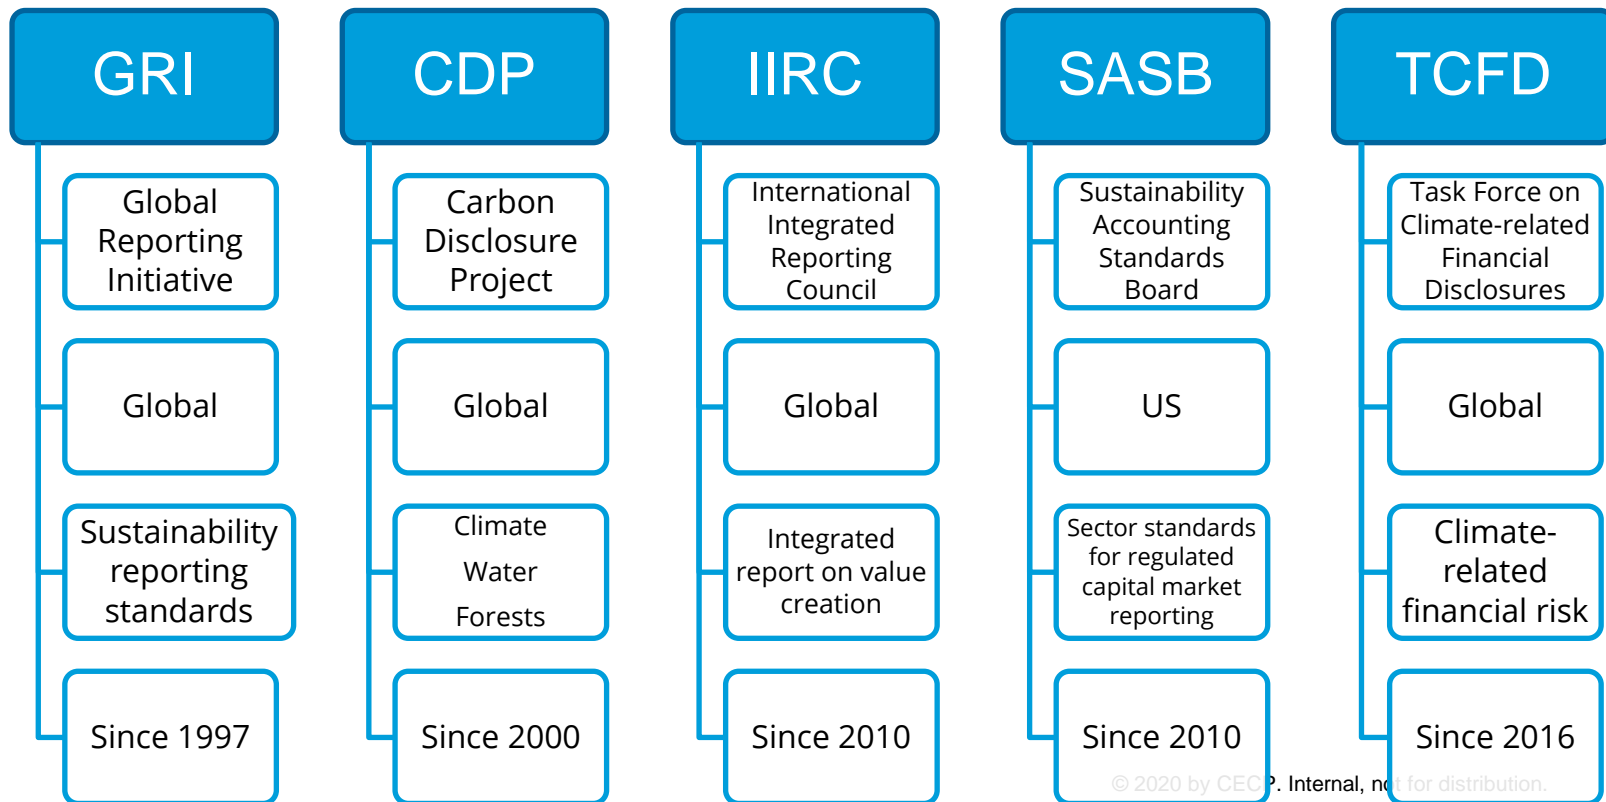 GRI
Global
Reporting
Initiative
Global
Sustainability
reporting
standards
Since 1997
CDP
Carbon
Disclosure
Project
Global
Climate
Water
Forests
Since 2000
IIRC
International
Integrated
Reporting
Council
Global
Integrated
report on value
creation
Since 2010
SASB
Sustainability
Accounting
Standards
Board
US
Sector standards
for regulated
capital market
reporting
Since 2010
TCFD
Task Force on
Climate-related
Financial
Disclosures
Global
Climate-
related
financial risk
Since 2016
© 2020 by CECP. Internal, not for distribution.